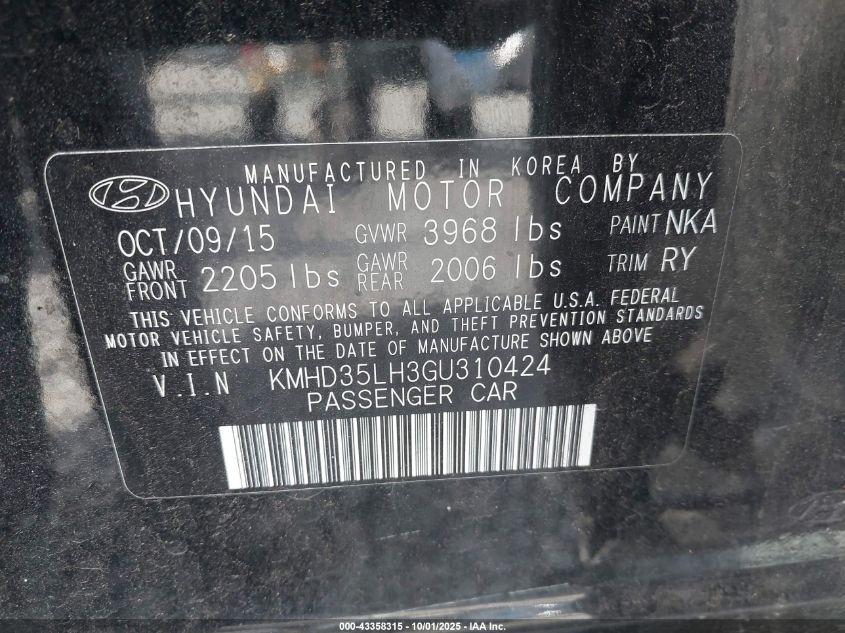 MANUFACTURED IN KOREA BY
HYUNDAI MOTOR COMPANY
OCT/09/15 GVWR 3968 lbs PAINT NKA
GAWR FRONT 2205 lbs GAWR REAR 2006 lbs TRIM RY
THIS VEHICLE CONFORMS TO ALL APPLICABLE U.S.A. FEDERAL
MOTOR VEHICLE SAFETY, BUMPER, AND THEFT PREVENTION STANDARDS
IN EFFECT ON THE DATE OF MANUFACTURE SHOWN ABOVE
V.I.N KMHD35LH3GU310424
PASSENGER CAR
000-43358315 - 10/01/2025 - IAA Inc.